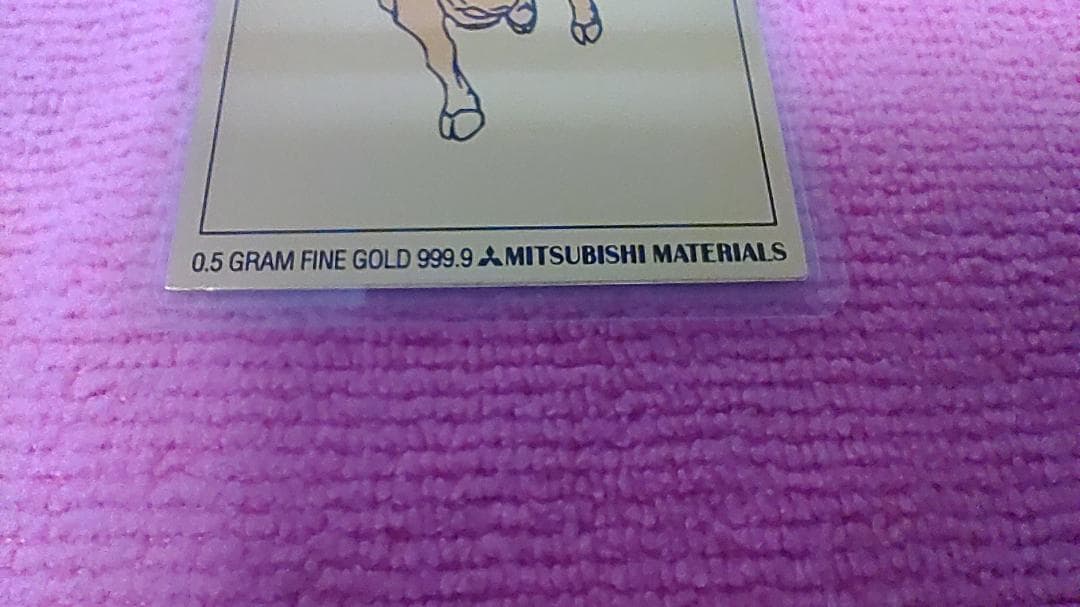 0.5 GRAM FINE GOLD 999.9 MITSUBISHI MATERIALS